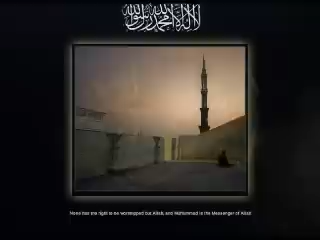 لا إله إلا الله محمد رسول الله
None has the right to be worshipped but Allah, and Muhammad is the Messenger of Allah